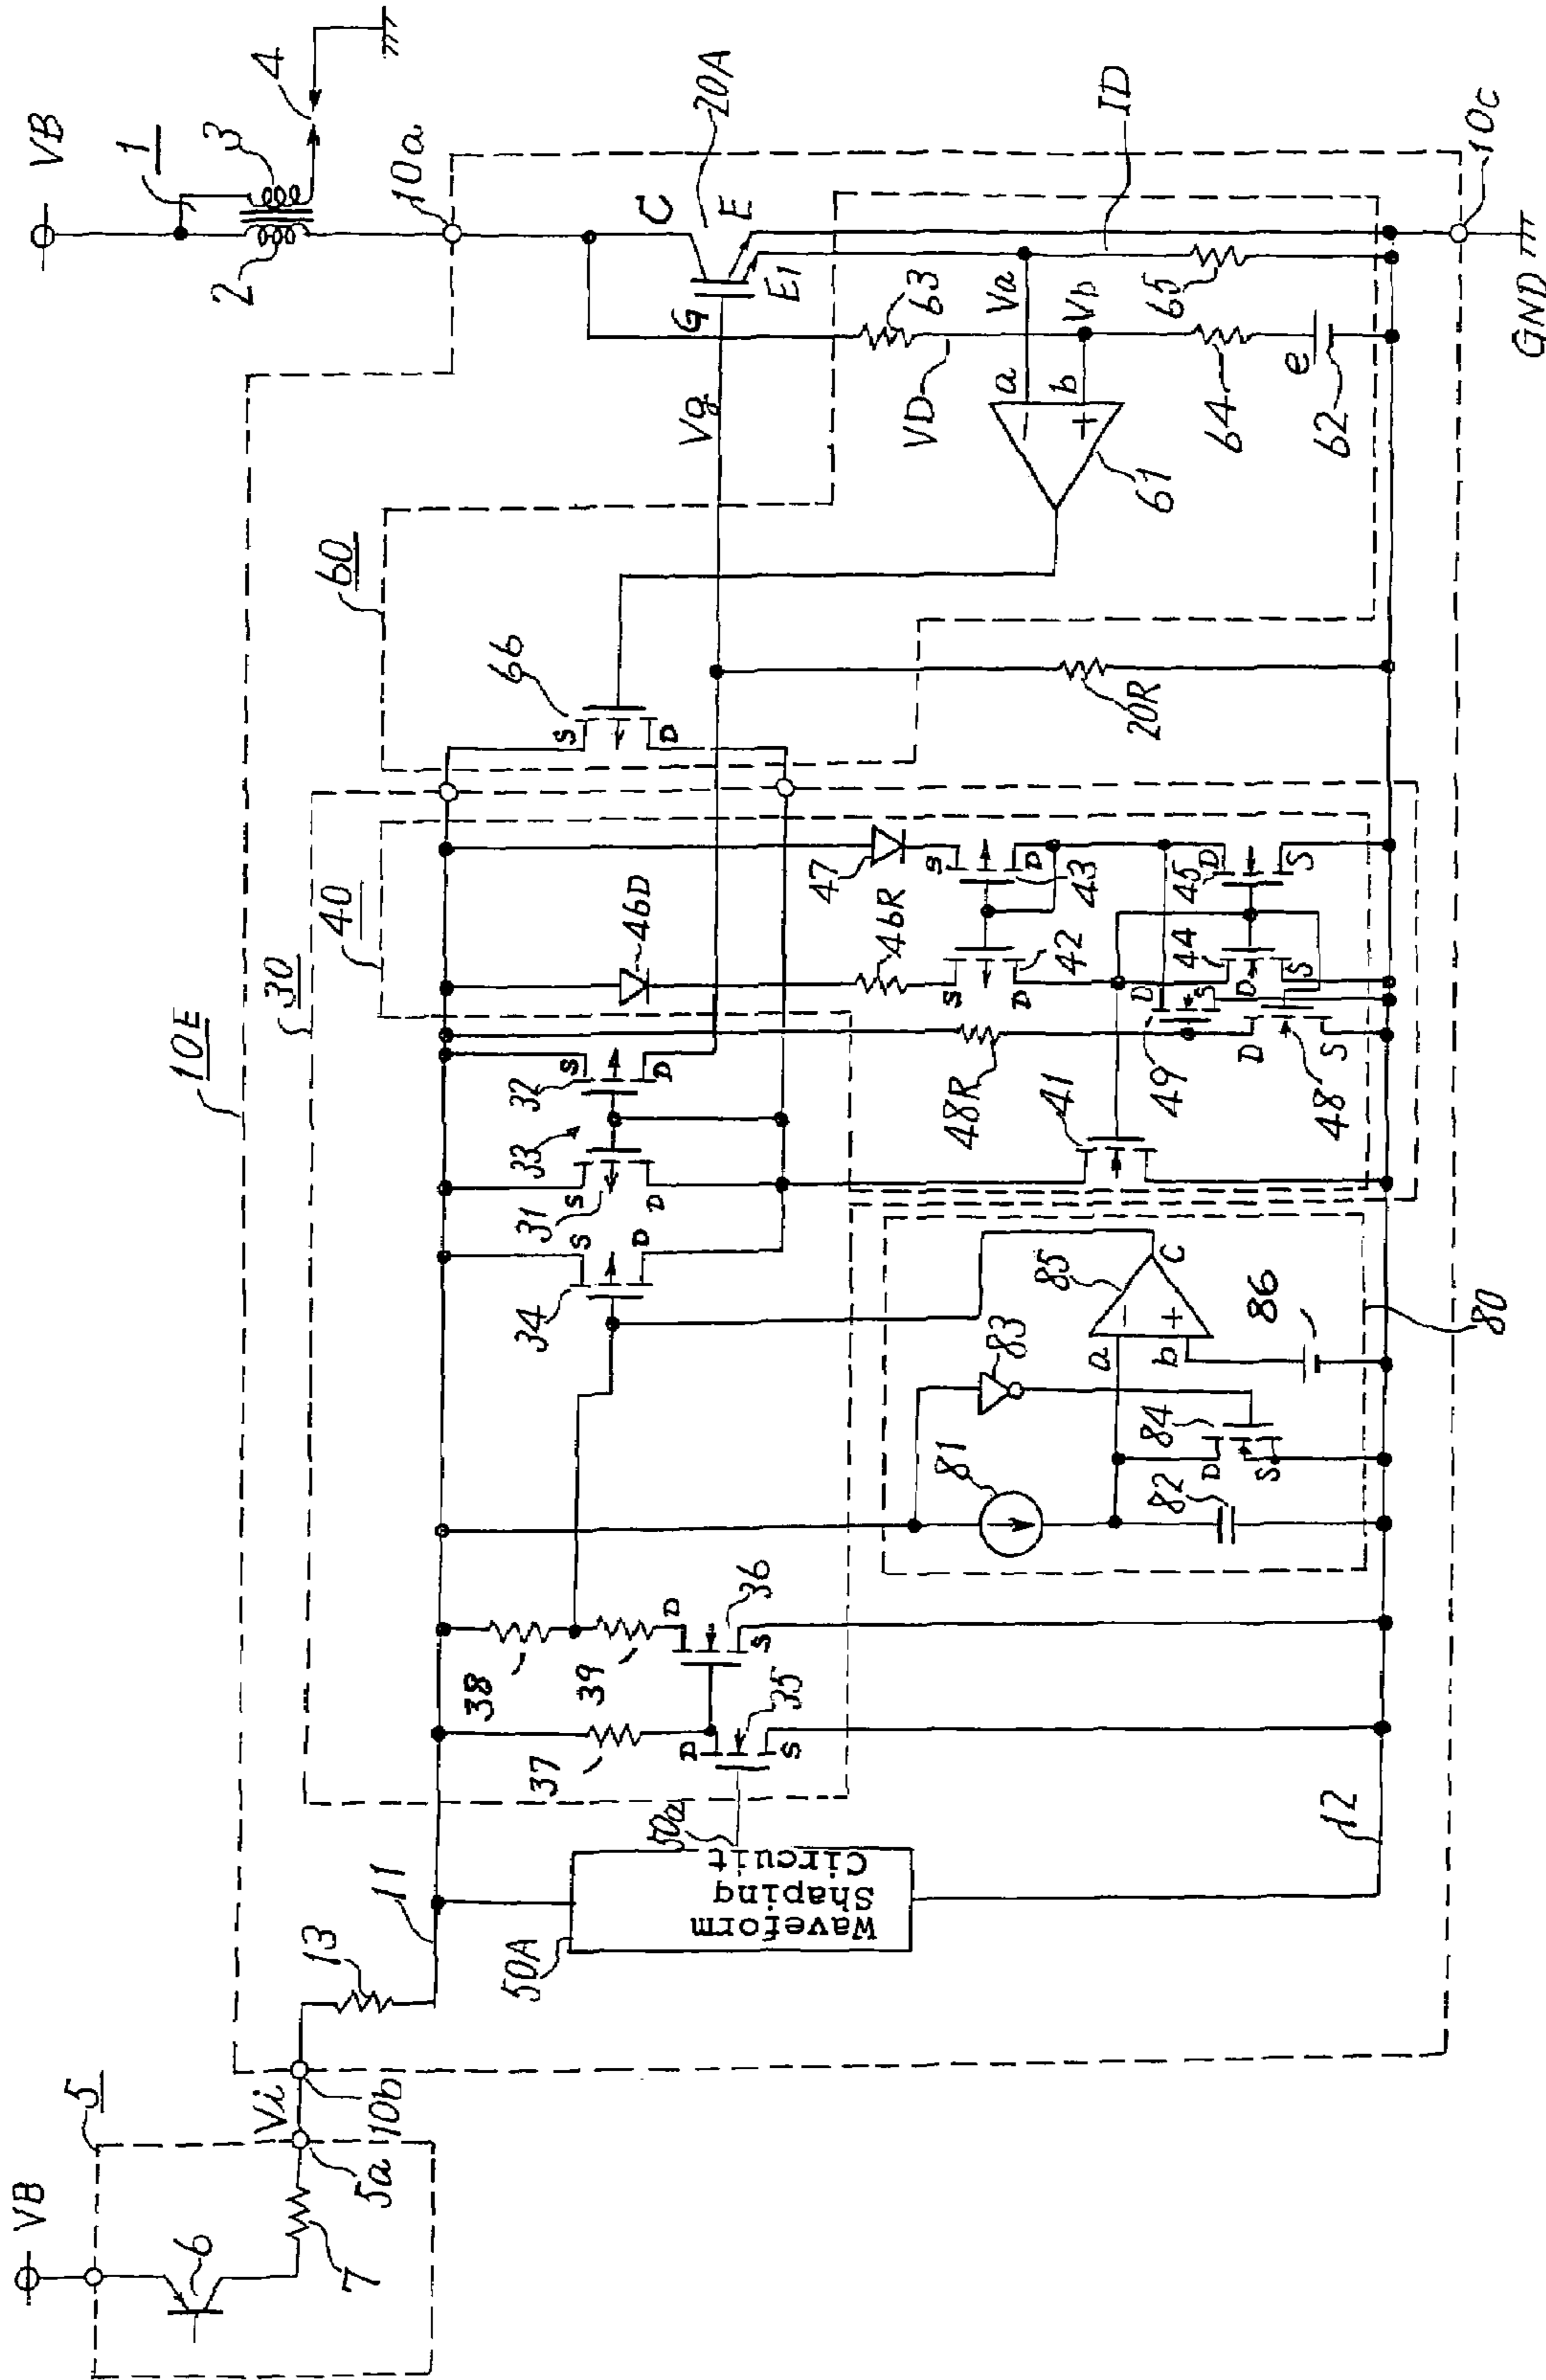 VB
5
6
7
5a
Vi
10b
13
11
10E
30
40
60
VB
1
2
3
4
10a
50A
Waveform
Shaping
Circuit
50a
37
38
39
D
S
35
D
S
36
34
S
D
31
S
D
33
32
S
D
46D
47
66
S
D
Vg
G
C
E
E1
20A
63
VD
Va
Vb
a
b
61
64
65
ID
e
62
20R
46R
S
D
42
S
D
43
48R
41
49
D
S
44
D
S
45
D
S
48
D
S
81
82
83
84
D
S
85
a
b
C
86
80
12
10c
GND